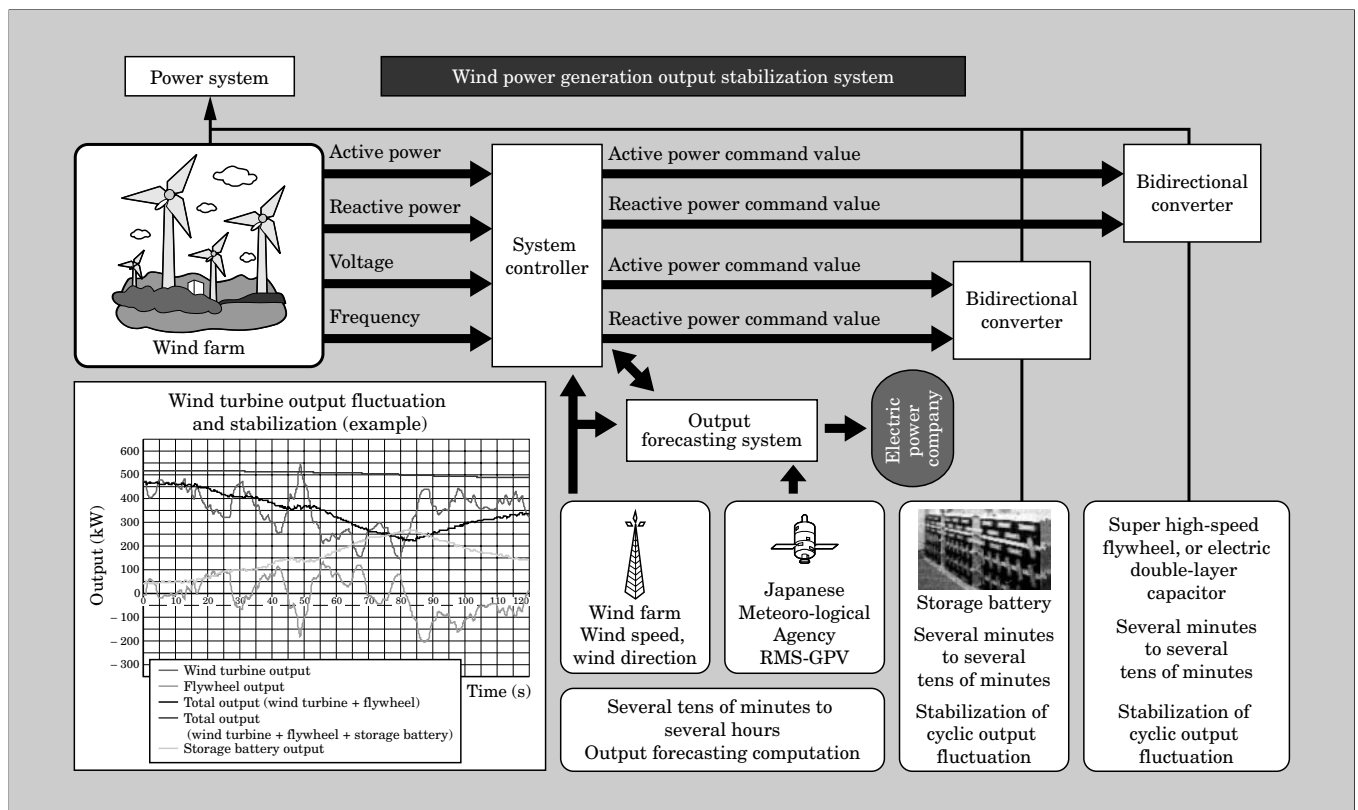 Power system
Wind power generation output stabilization system
Active power
Reactive power
Voltage
Frequency
Wind farm
System
controller
Active power command value
Reactive power command value
Active power command value
Reactive power command value
Bidirectional
converter
Bidirectional
converter
Output
forecasting system
Electric
power
company
Wind turbine output fluctuation
and stabilization (example)
Output (kW)
600
500
400
300
200
100
0
– 100
– 200
– 300
0 10 20 30 40 50 60 70 80 90 100 110 120
Time (s)
Wind turbine output
Flywheel output
Total output (wind turbine + flywheel)
Total output
(wind turbine + flywheel + storage battery)
Storage battery output
Wind farm
Wind speed,
wind direction
Japanese
Meteoro-logical
Agency
RMS-GPV
Several tens of minutes to
several hours
Output forecasting computation
Storage battery
Several minutes
to several
tens of minutes
Stabilization of
cyclic output
fluctuation
Super high-speed
flywheel, or electric
double-layer
capacitor
Several minutes
to several
tens of minutes
Stabilization of
cyclic output
fluctuation